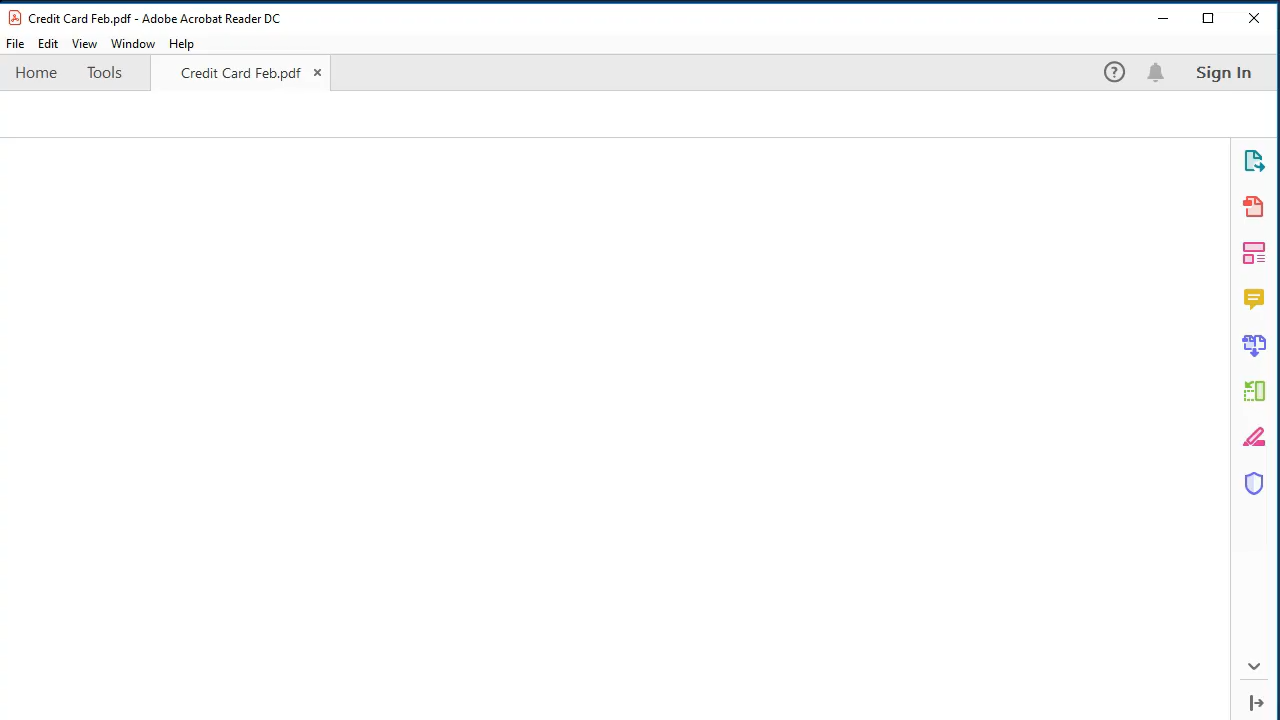 Credit Card Feb.pdf - Adobe Acrobat Reader DC
File Edit View Window Help
Home Tools Credit Card Feb.pdf Sign In